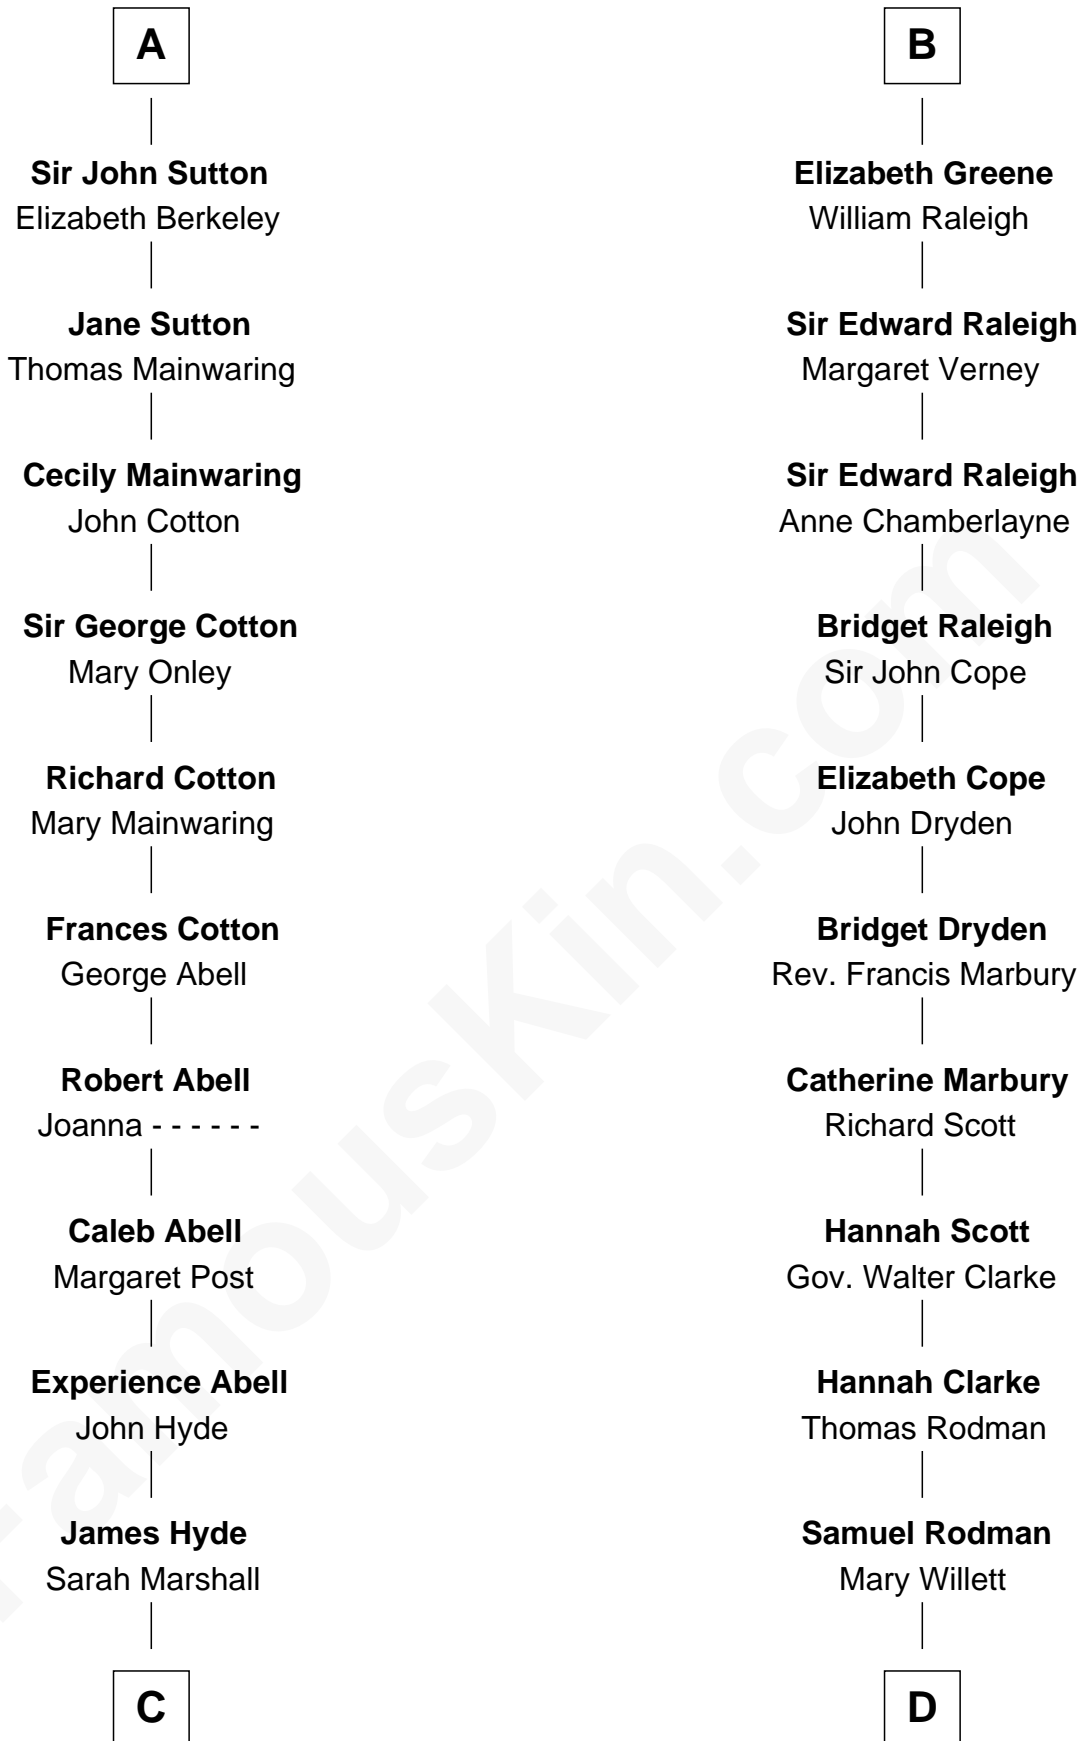 A
Sir John Sutton
Elizabeth Berkeley
Jane Sutton
Thomas Mainwaring
Cecily Mainwaring
John Cotton
Sir George Cotton
Mary Onley
Richard Cotton
Mary Mainwaring
Frances Cotton
George Abell
Robert Abell
Joanna - - - - - -
Caleb Abell
Margaret Post
Experience Abell
John Hyde
James Hyde
Sarah Marshall
C
B
Elizabeth Greene
William Raleigh
Sir Edward Raleigh
Margaret Verney
Sir Edward Raleigh
Anne Chamberlayne
Bridget Raleigh
Sir John Cope
Elizabeth Cope
John Dryden
Bridget Dryden
Rev. Francis Marbury
Catherine Marbury
Richard Scott
Hannah Scott
Gov. Walter Clarke
Hannah Clarke
Thomas Rodman
Samuel Rodman
Mary Willett
D
FamousKin.com